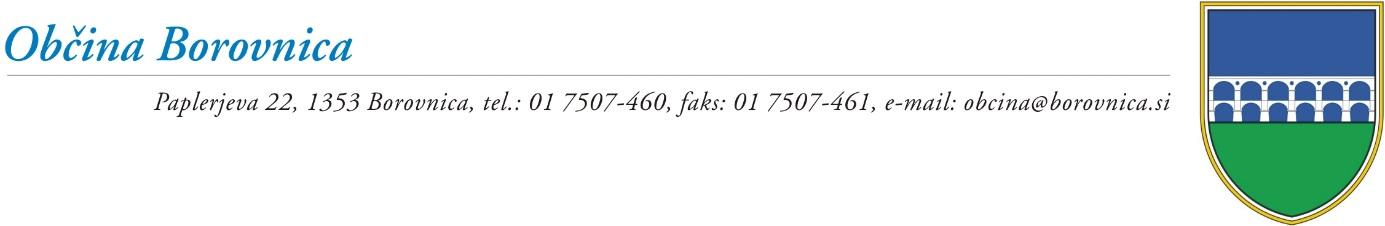 Občina Borovnica
Paplerjeva 22, 1353 Borovnica, tel.: 01 7507-460, faks: 01 7507-461, e-mail: obcina@borovnica.si